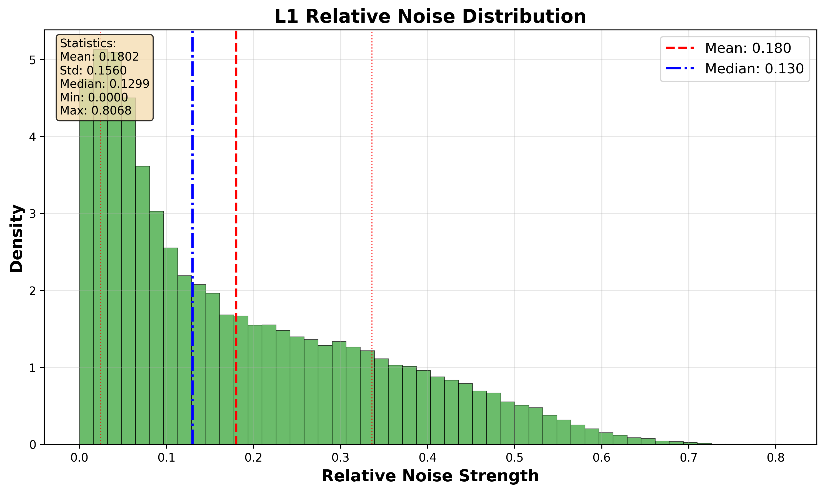 L1 Relative Noise Distribution
Statistics:
Mean: 0.1802
Std: 0.1560
Median: 0.1299
Min: 0.0000
Max: 0.8068
Mean: 0.180
Median: 0.130
Density
5
4
3
2
1
0
0.0 0.1 0.2 0.3 0.4 0.5 0.6 0.7 0.8
Relative Noise Strength